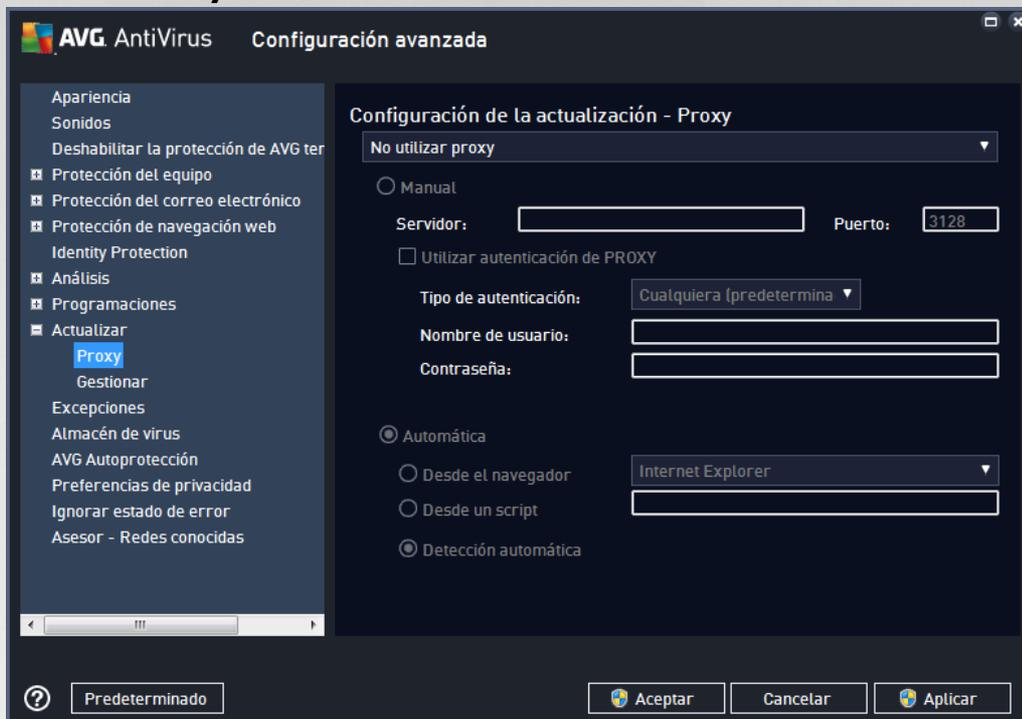 AVG AntiVirus
Configuración avanzada
Apariencia
Sonidos
Deshabilitar la protección de AVG ter
Protección del equipo
Protección del correo electrónico
Protección de navegación web
Identity Protection
Análisis
Programaciones
Actualizar
Proxy
Gestionar
Excepciones
Almacén de virus
AVG Autoprotección
Preferencias de privacidad
Ignorar estado de error
Asesor - Redes conocidas
Configuración de la actualización - Proxy
No utilizar proxy
Manual
Servidor: Puerto: 3128
Utilizar autenticación de PROXY
Tipo de autenticación: Cualquiera (predetermina
Nombre de usuario:
Contraseña:
Automática
Desde el navegador Internet Explorer
Desde un script
Detección automática
Predeterminado Aceptar Cancelar Aplicar